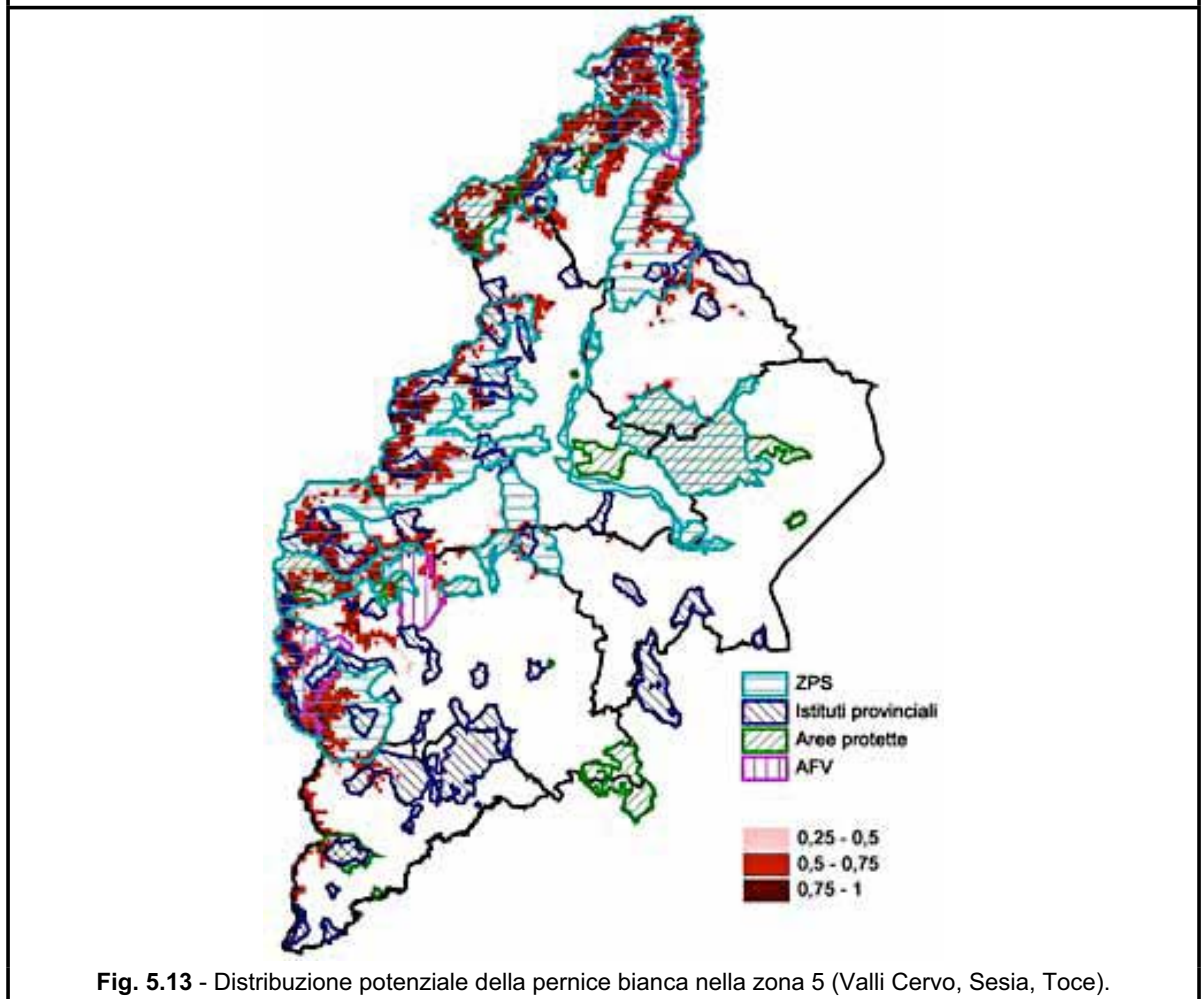 ZPS
Istituti provinciali
Aree protette
AFV
0,25 - 0,5
0,5 - 0,75
0,75 - 1
Fig. 5.13 - Distribuzione potenziale della pernice bianca nella zona 5 (Valli Cervo, Sesia, Toce).